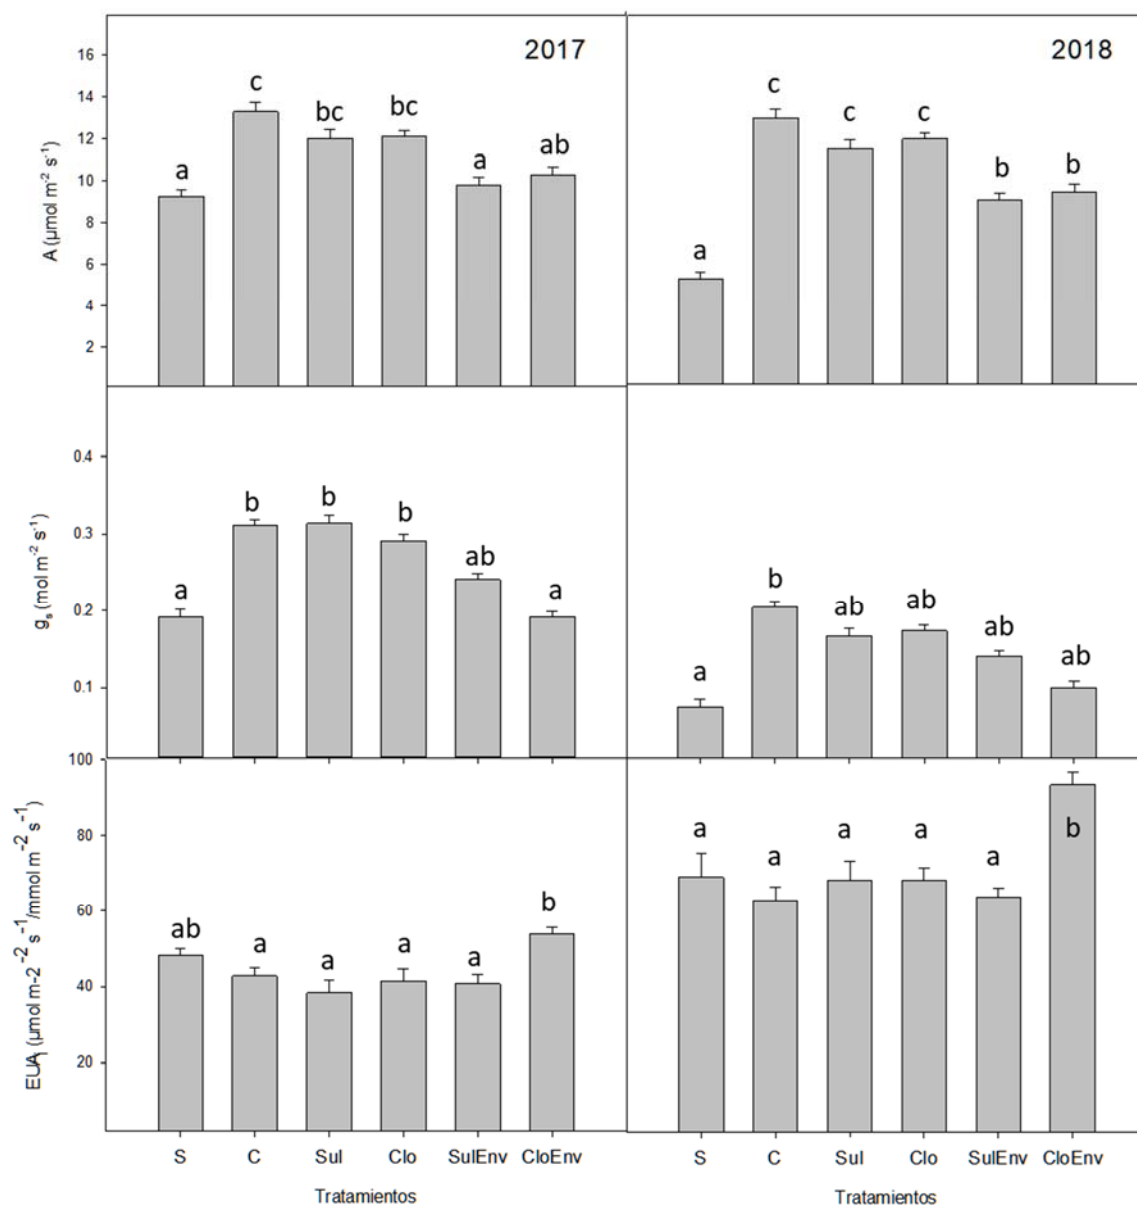 2017
2018
16
14
12
10
8
6
4
2
A (µmol m⁻² s⁻¹)
a
c
bc
bc
a
ab
a
c
c
c
b
b
0.4
0.3
0.2
0.1
gₛ (mol m⁻² s⁻¹)
a
b
b
b
ab
a
a
b
ab
ab
ab
ab
100
80
60
40
20
EUAᵢ (µmol m-2⁻² s⁻¹/mmol m⁻² s⁻¹)
ab
a
a
a
a
b
a
a
a
a
a
b
S C Sul Clo SulEnv CloEnv
S C Sul Clo SulEnv CloEnv
Tratamientos
Tratamientos